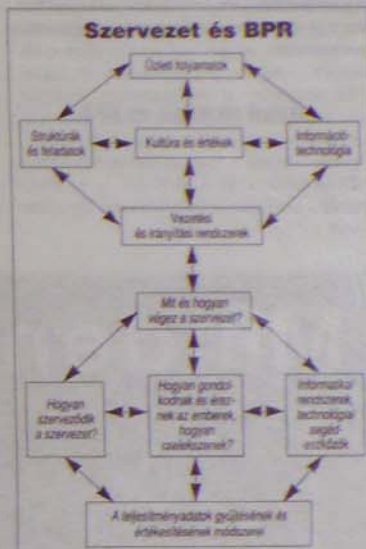 Szervezet és BPR
Üzleti folyamatok
Struktúrák
és feladatok
Kultúra és értékek
Információ-
technológia
Vezetési
és irányítási rendszerek
Mit és hogyan
végez a szervezet?
Hogyan
szerveződik
a szervezet?
Hogyan gondol-
kodnak és érez-
nek az emberek,
hogyan
cselekszenek?
Informatikai
rendszerek,
technológiai
segéd-
eszközök
A teljesítményadatok gyűjtésének és
értékesítésének módszerei